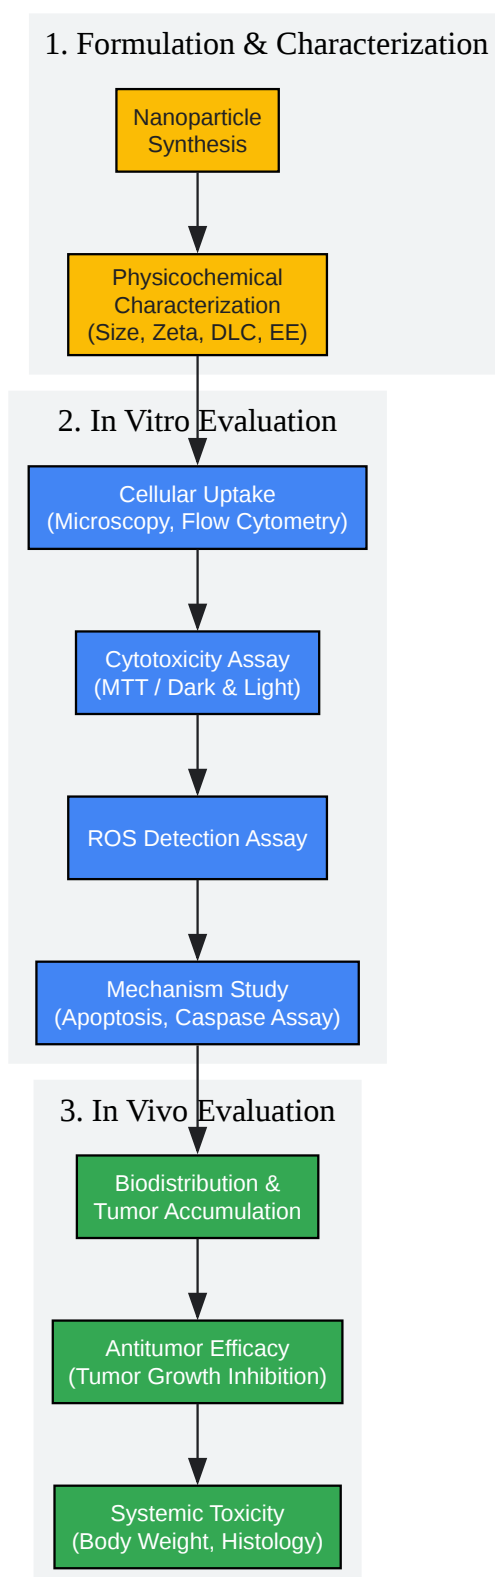 1. Formulation & Characterization
Nanoparticle
Synthesis
Physicochemical
Characterization
(Size, Zeta, DLC, EE)
2. In Vitro Evaluation
Cellular Uptake
(Microscopy, Flow Cytometry)
Cytotoxicity Assay
(MTT / Dark & Light)
ROS Detection Assay
Mechanism Study
(Apoptosis, Caspase Assay)
3. In Vivo Evaluation
Biodistribution &
Tumor Accumulation
Antitumor Efficacy
(Tumor Growth Inhibition)
Systemic Toxicity
(Body Weight, Histology)